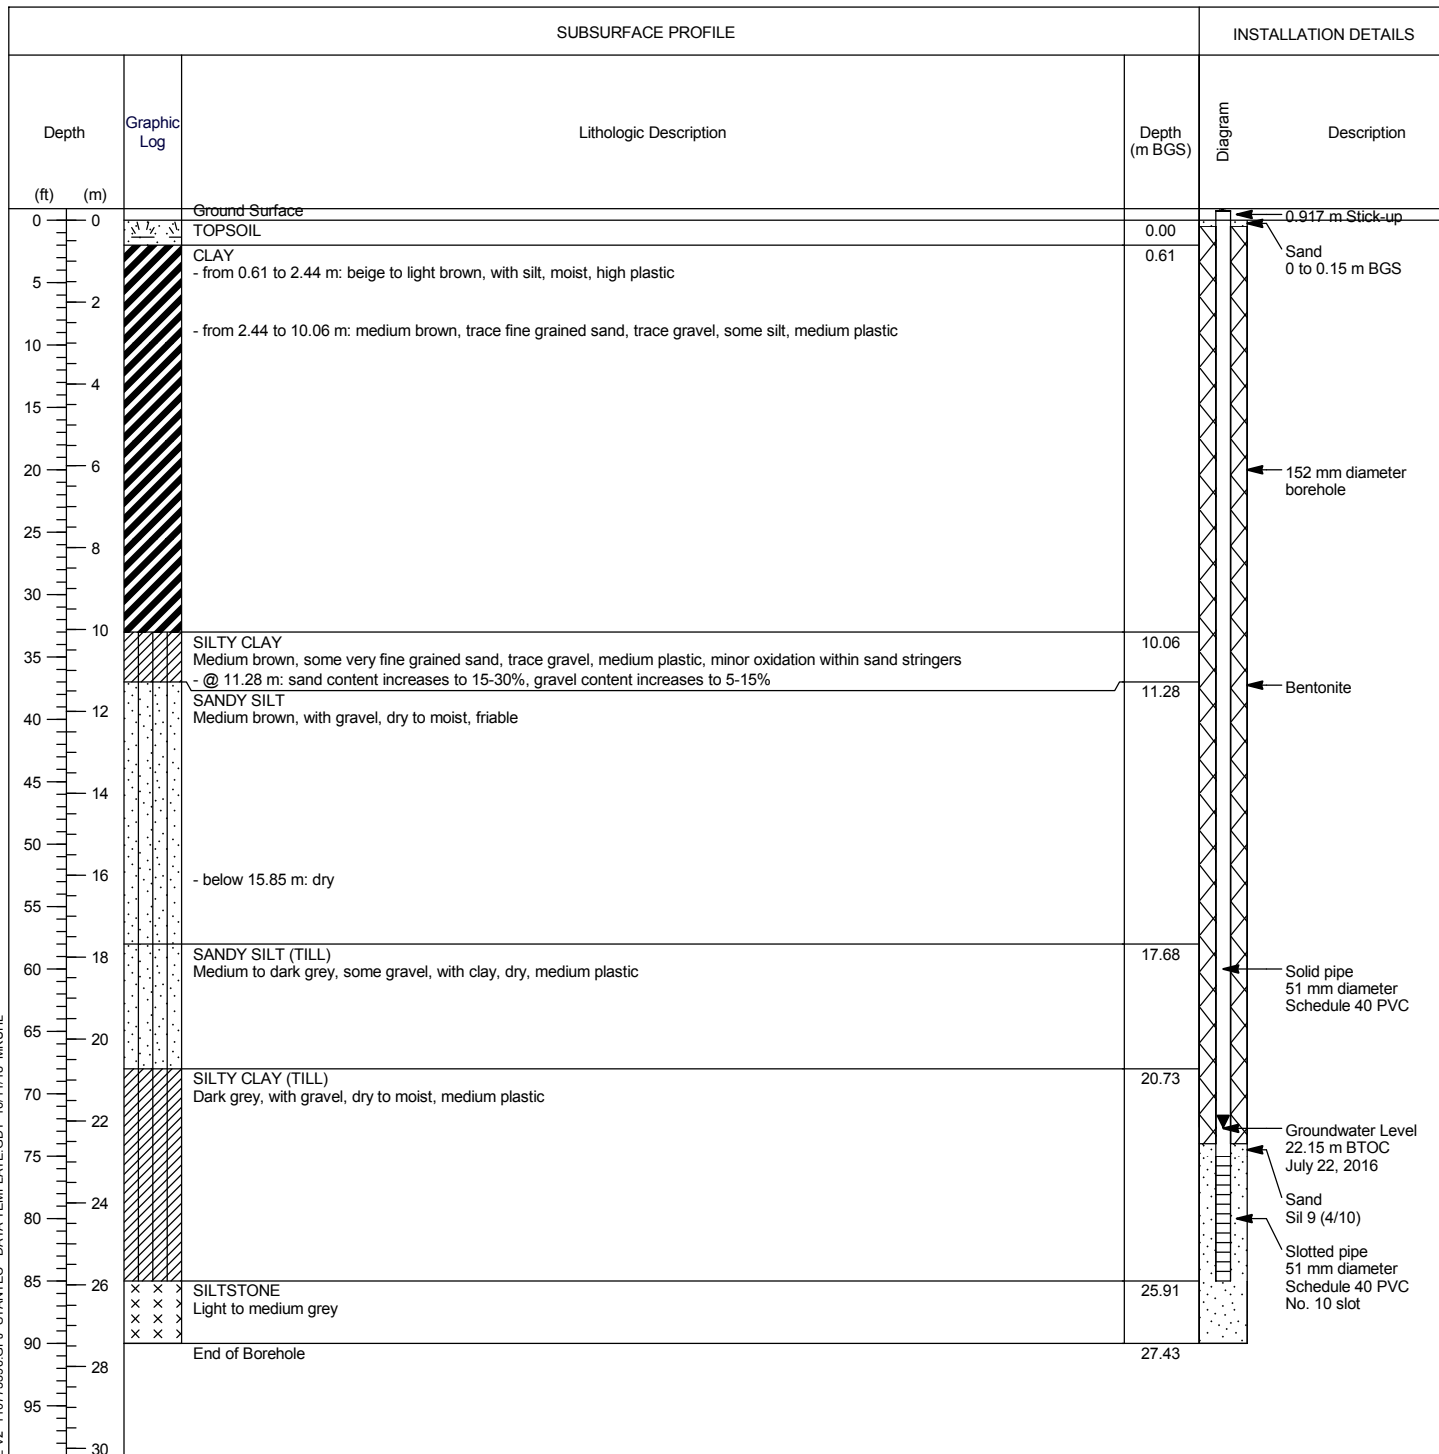 SUBSURFACE PROFILE
INSTALLATION DETAILS
Depth
Graphic
Log
Lithologic Description
Depth
(m BGS)
Diagram
Description
(ft)
(m)
Ground Surface
0
0
TOPSOIL
0.00
0.917 m Stick-up
CLAY
0.61
- from 0.61 to 2.44 m: beige to light brown, with silt, moist, high plastic
Sand
0 to 0.15 m BGS
5
2
- from 2.44 to 10.06 m: medium brown, trace fine grained sand, trace gravel, some silt, medium plastic
10
4
15
6
20
152 mm diameter
borehole
25
8
30
10
SILTY CLAY
10.06
Medium brown, some very fine grained sand, trace gravel, medium plastic, minor oxidation within sand stringers
35
- @ 11.28 m: sand content increases to 15-30%, gravel content increases to 5-15%
SANDY SILT
11.28
Bentonite
Medium brown, with gravel, dry to moist, friable
12
40
45
14
50
16
- below 15.85 m: dry
55
SANDY SILT (TILL)
17.68
18
60
Medium to dark grey, some gravel, with clay, dry, medium plastic
Solid pipe
51 mm diameter
Schedule 40 PVC
65
20
SILTY CLAY (TILL)
20.73
70
Dark grey, with gravel, dry to moist, medium plastic
22
Groundwater Level
22.15 m BTOC
July 22, 2016
75
Sand
Sil 9 (4/10)
24
80
Slotted pipe
51 mm diameter
Schedule 40 PVC
No. 10 slot
85
26
SILTSTONE
25.91
Light to medium grey
90
End of Borehole
27.43
28
95
30